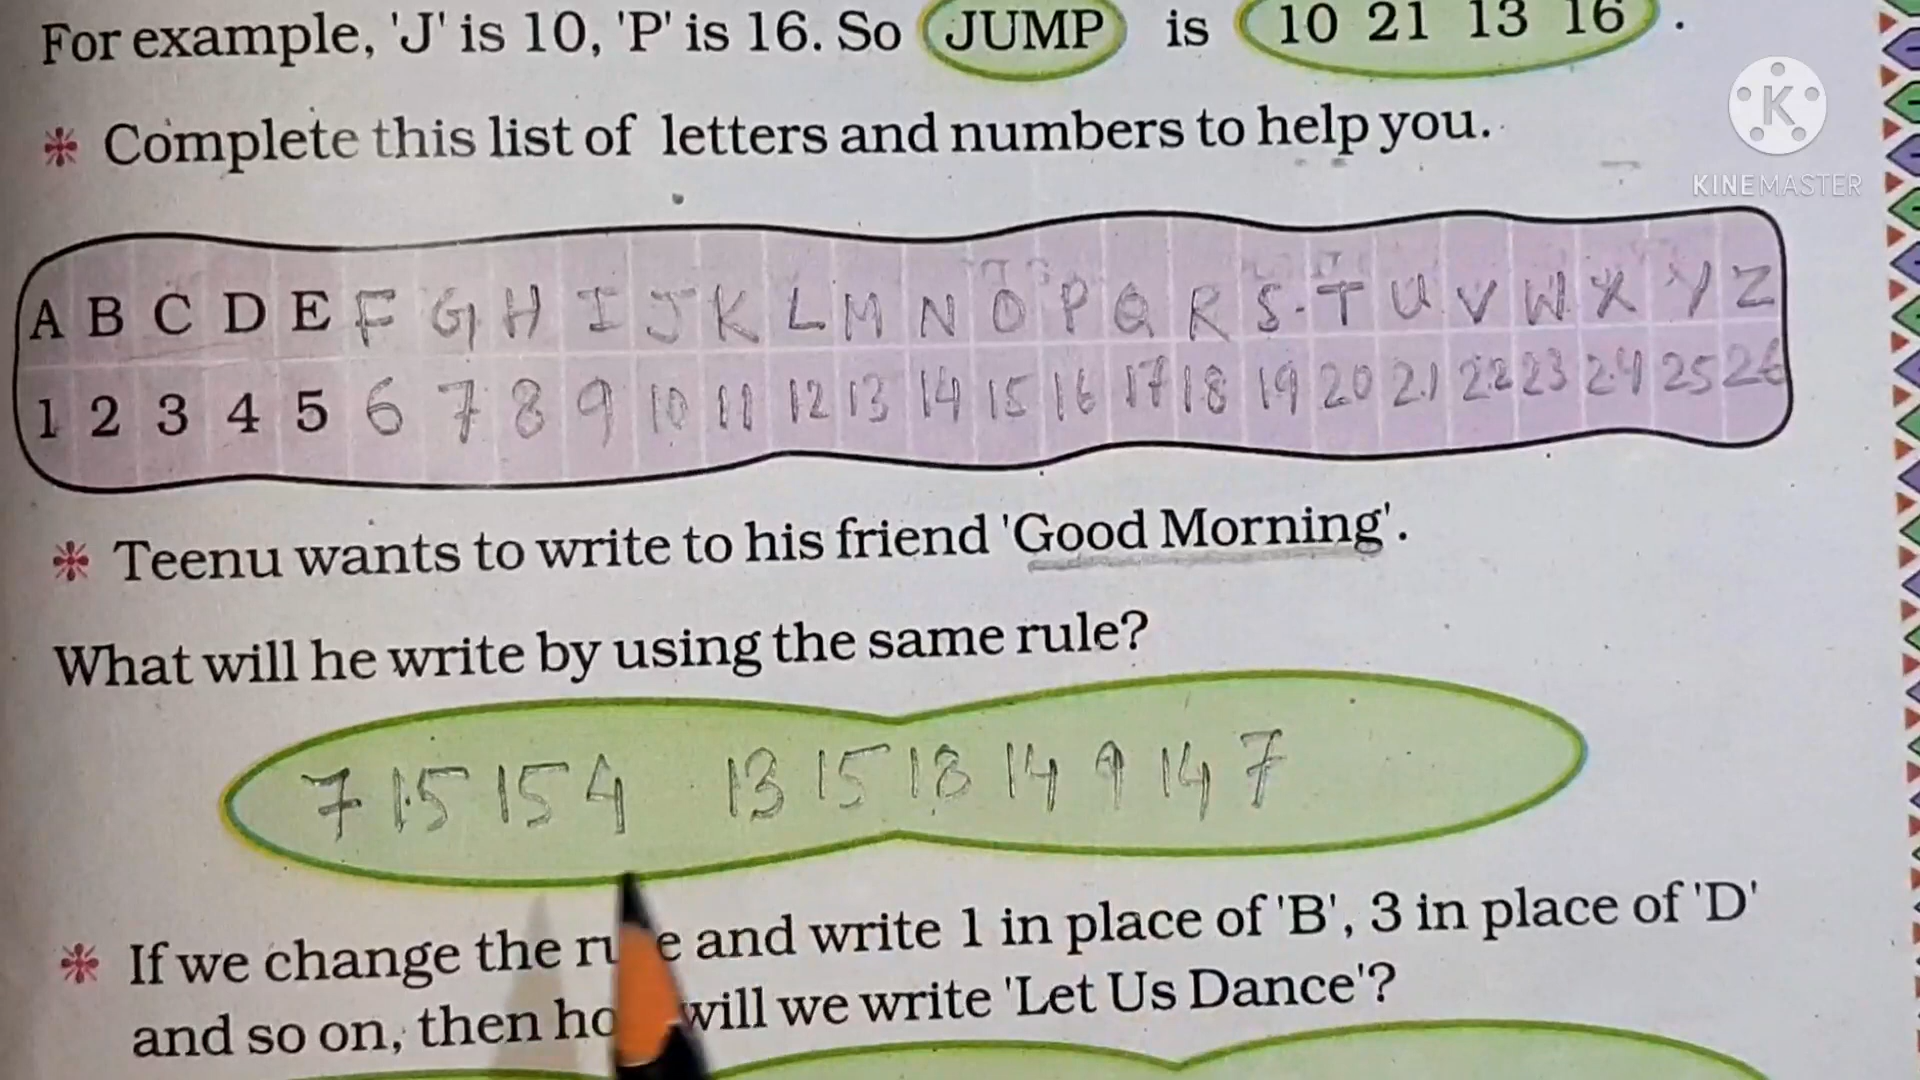 For example, 'J' is 10, 'P' is 16. So JUMP is 10 21 13 16 .
Complete this list of letters and numbers to help you.
KINEMASTER
A B C D E F G H I J K L M N O P Q R S T U V W X Y Z
1 2 3 4 5 6 7 8 9 10 11 12 13 14 15 16 17 18 19 20 21 22 23 24 25 26
Teenu wants to write to his friend 'Good Morning'.
What will he write by using the same rule?
7 15 15 4 13 15 18 14 9 14 7
If we change the and write 1 in place of 'B', 3 in place of 'D'
and so on, then will we write 'Let Us Dance'?